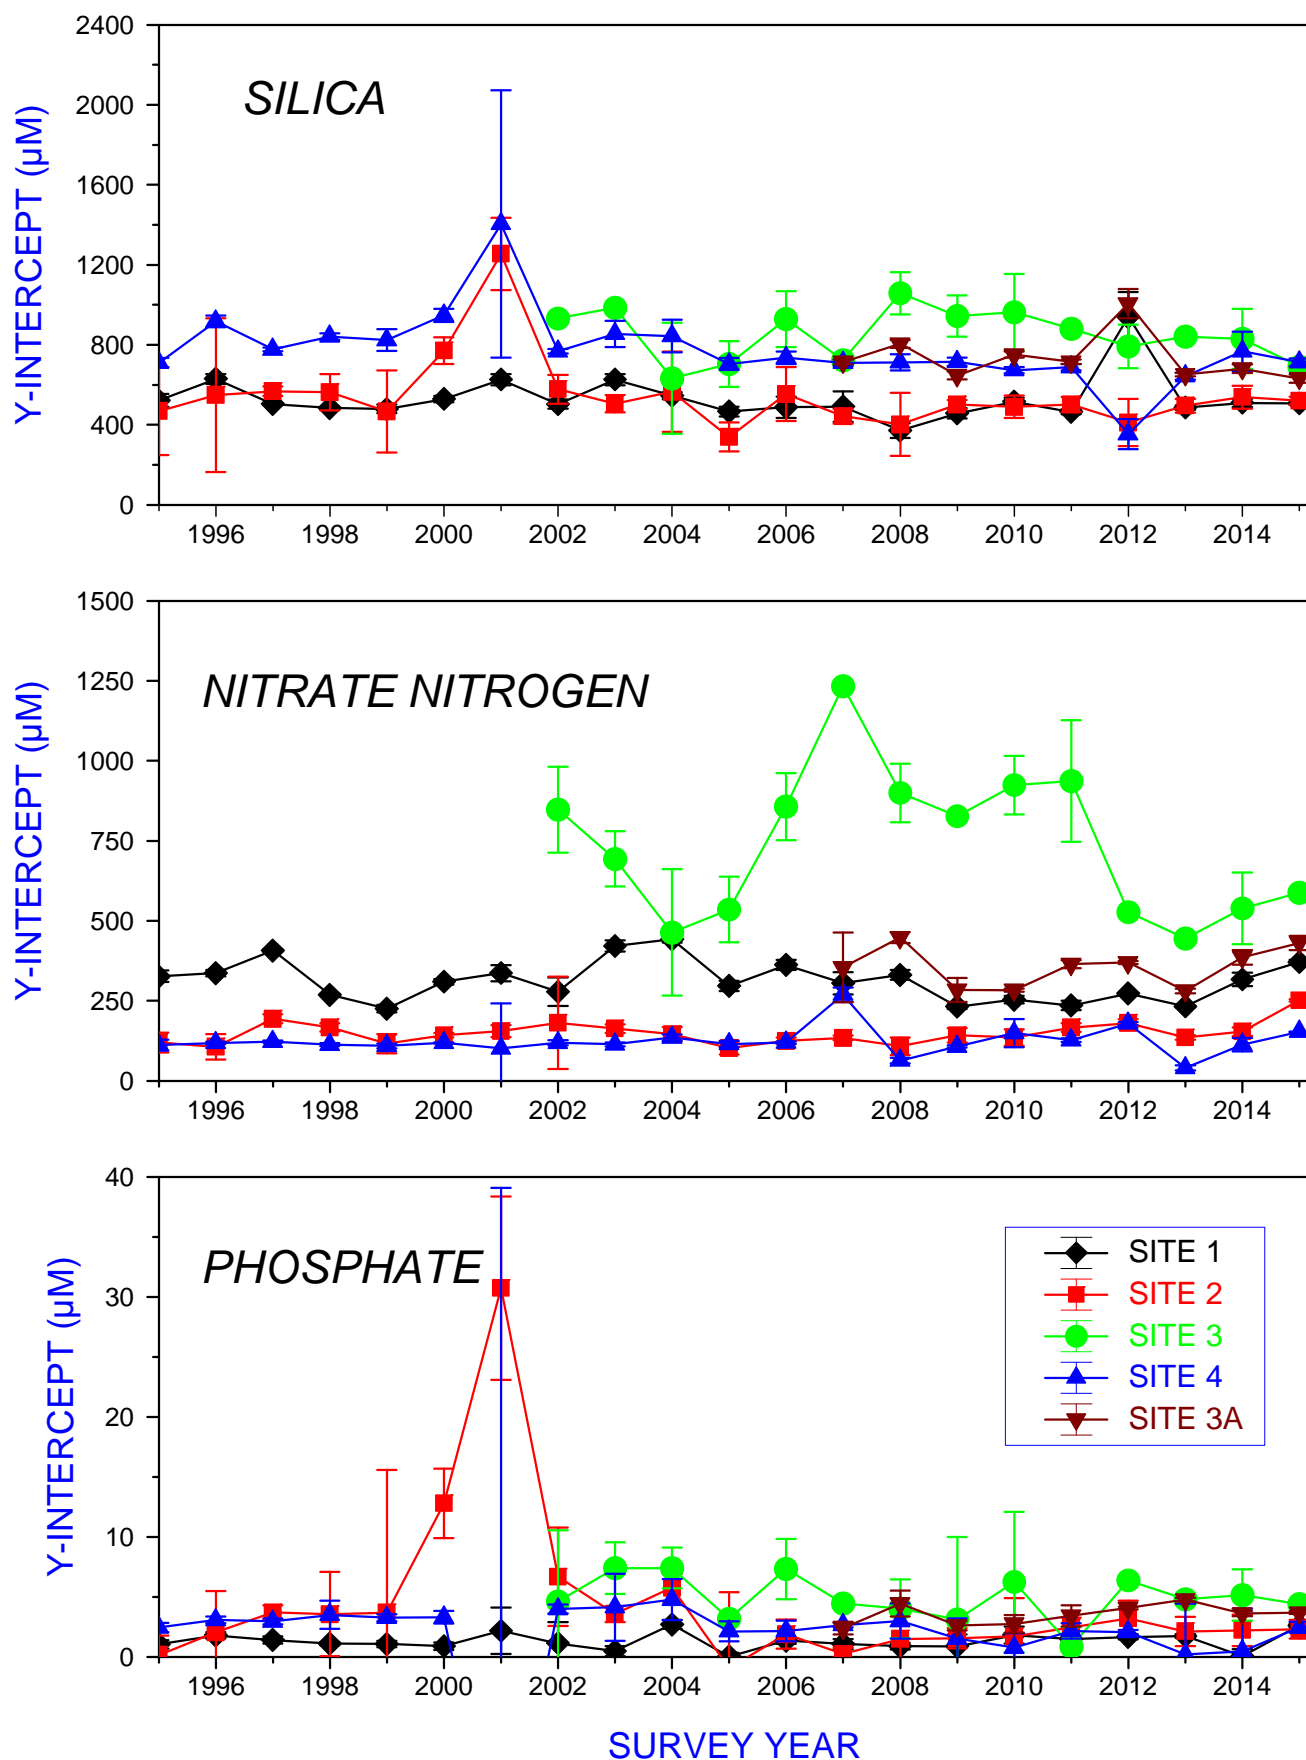 2400
2000
1600
1200
800
400
0
Y-INTERCEPT (µM)
SILICA
1996 1998 2000 2002 2004 2006 2008 2010 2012 2014
1500
1250
1000
750
500
250
0
Y-INTERCEPT (µM)
NITRATE NITROGEN
1996 1998 2000 2002 2004 2006 2008 2010 2012 2014
40
30
20
10
0
Y-INTERCEPT (µM)
PHOSPHATE
SITE 1
SITE 2
SITE 3
SITE 4
SITE 3A
1996 1998 2000 2002 2004 2006 2008 2010 2012 2014
SURVEY YEAR